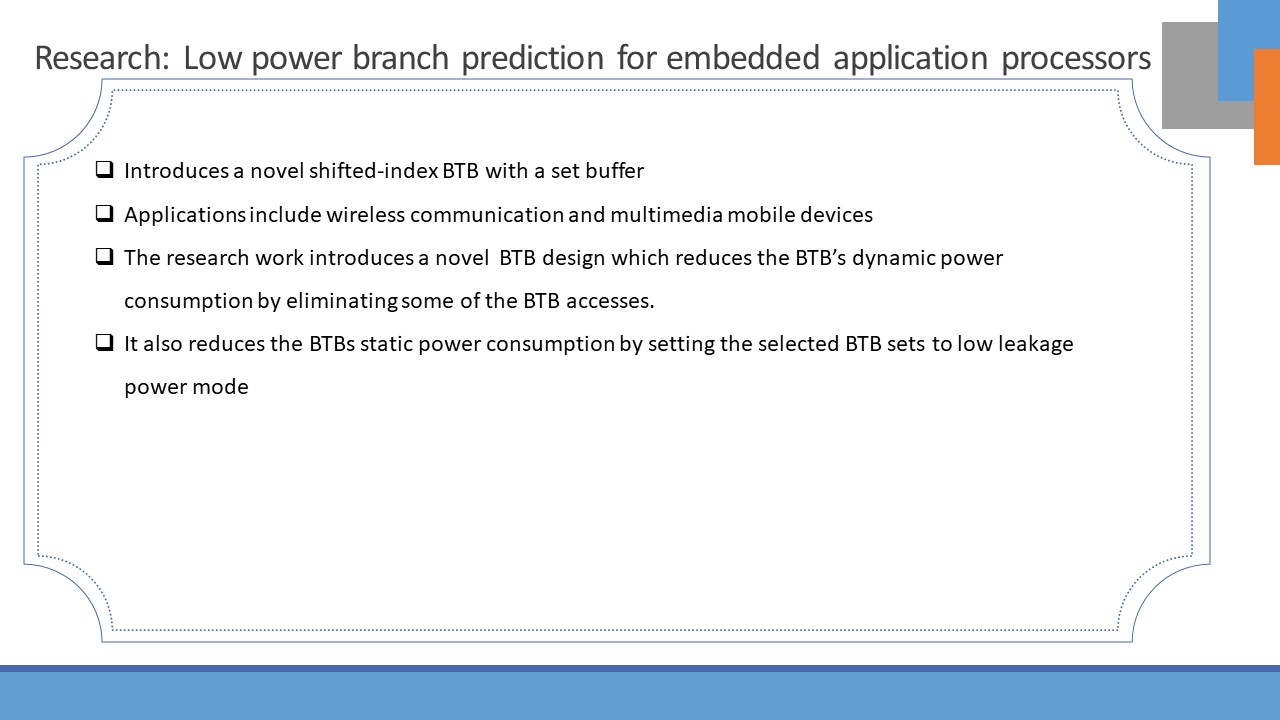 Research: Low power branch prediction for embedded application processors
❑ Introduces a novel shifted-index BTB with a set buffer
❑ Applications include wireless communication and multimedia mobile devices
❑ The research work introduces a novel BTB design which reduces the BTB’s dynamic power
consumption by eliminating some of the BTB accesses.
❑ It also reduces the BTBs static power consumption by setting the selected BTB sets to low leakage
power mode